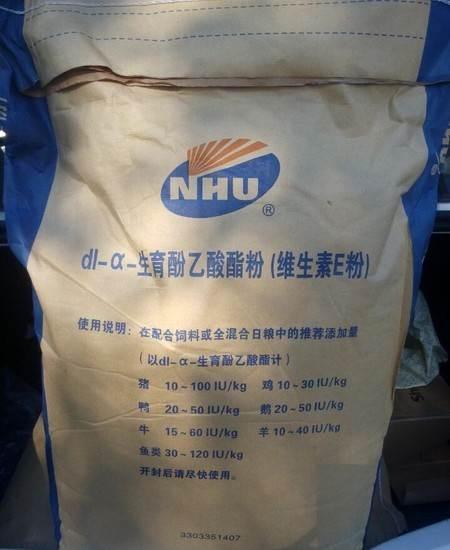 NHU
®
dl-α-生育酚乙酸酯粉(维生素E粉)
使用说明: 在配合饲料或全混合日粮中的推荐添加量
(以dl-α-生育酚乙酸酯计)
猪 10~100 IU/kg 鸡 10~30 IU/kg
鸭 20~50 IU/kg 鹅 20~50 IU/kg
牛 15~60 IU/kg 羊 10~40 IU/kg
鱼类 30~120 IU/kg
开封后请尽快使用。
3303351407